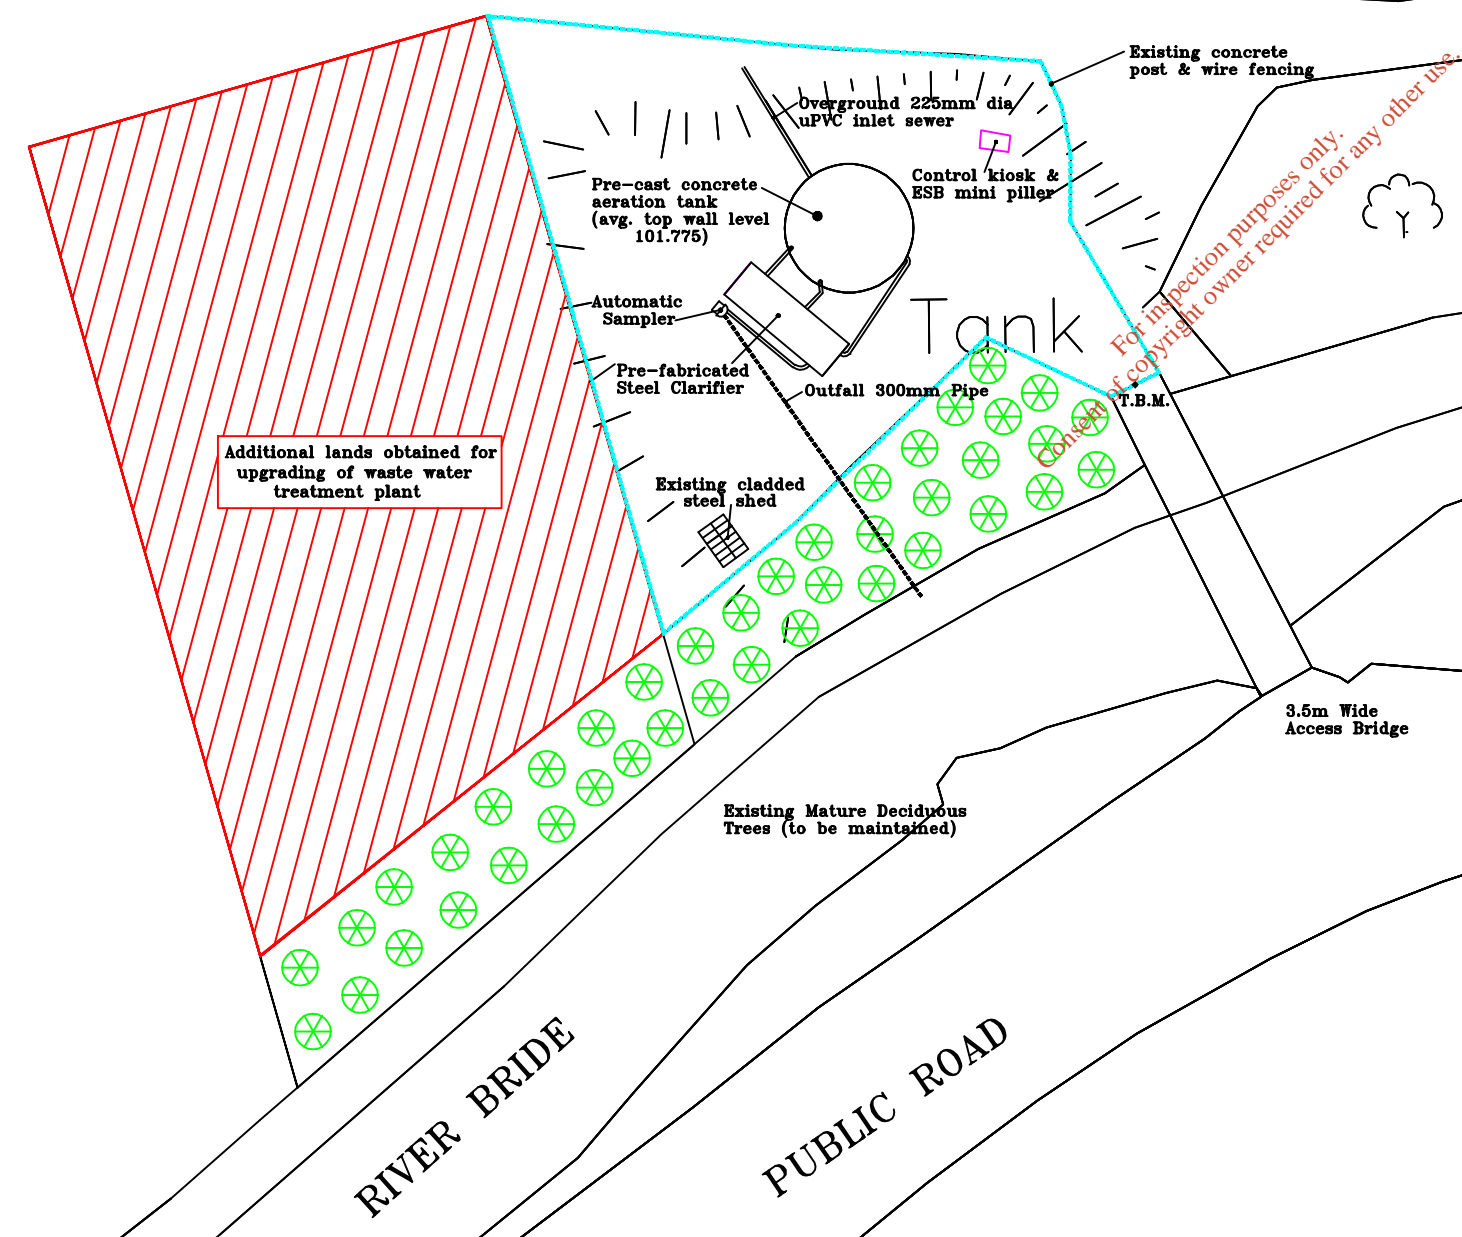 Existing concrete
post & wire fencing
Overground 225mm dia
uPVC inlet sewer
Control kiosk &
ESB mini piller
Pre-cast concrete
aeration tank
(avg. top wall level
101.775)
Automatic
Sampler
Tank
Pre-fabricated
Steel Clarifier
Outfall 300mm Pipe
T.B.M.
Additional lands obtained for
upgrading of waste water
treatment plant
Existing cladded
steel shed
3.5m Wide
Access Bridge
Existing Mature Deciduous
Trees (to be maintained)
RIVER BRIDE
PUBLIC ROAD
For inspection purposes only.
Consent of copyright owner required for any other use.